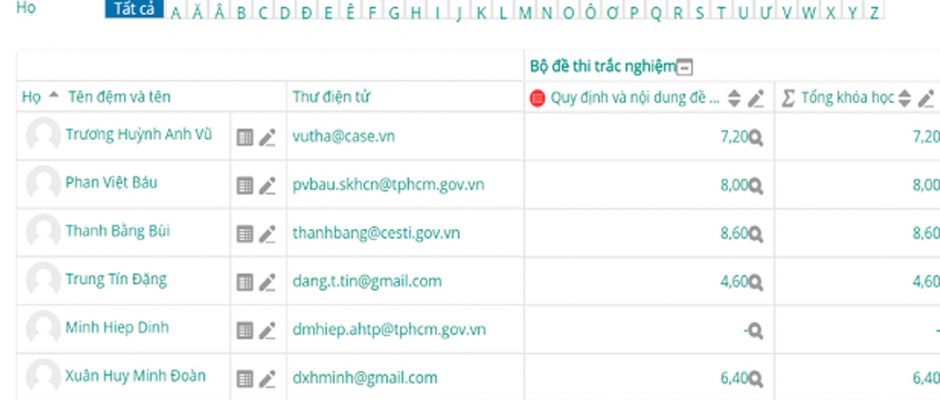 Họ Tất cả A Ă Â B C D Đ E Ê F G H I J K L M N O Ô Ơ P Q R S T U Ư V W X Y Z
Bộ đề thi trắc nghiệm
Họ Tên đệm và tên Thư điện tử Quy định và nội dung đề ... Σ Tổng khóa học
Trương Huỳnh Anh Vũ vutha@case.vn 7,20 7,20
Phan Việt Báu pvbau.skhcn@tphcm.gov.vn 8,00 8,00
Thanh Bằng Bùi thanhbang@cesti.gov.vn 8,60 8,60
Trung Tín Đặng dang.t.tin@gmail.com 4,60 4,60
Minh Hiep Dinh dmhiep.ahtp@tphcm.gov.vn - -
Xuân Huy Minh Đoàn dxhminh@gmail.com 6,40 6,40